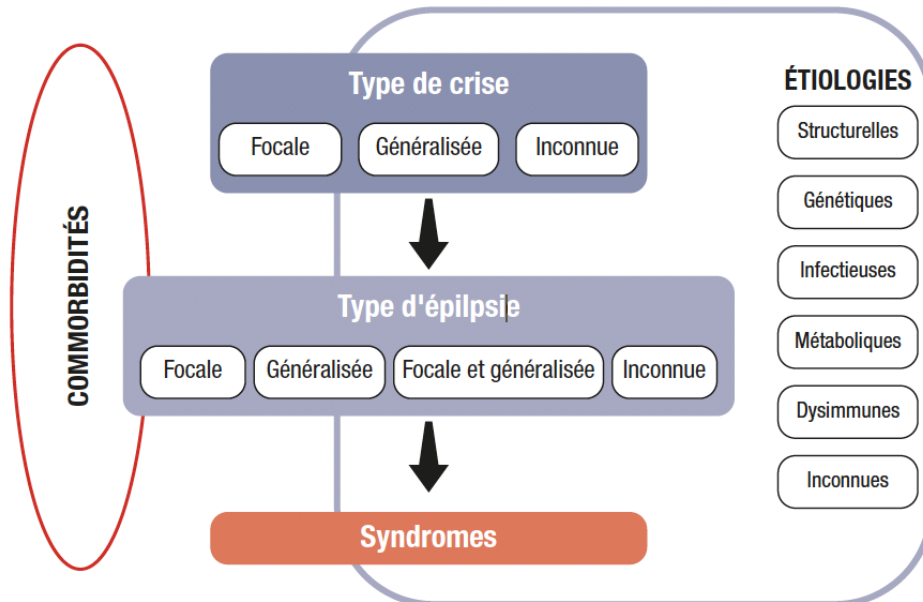 Type de crise
Focale
Généralisée
Inconnue
COMMORBIDITÉS
Type d'épilpsie
Focale
Généralisée
Focale et généralisée
Inconnue
Syndromes
ÉTIOLOGIES
Structurelles
Génétiques
Infectieuses
Métaboliques
Dysimmunes
Inconnues